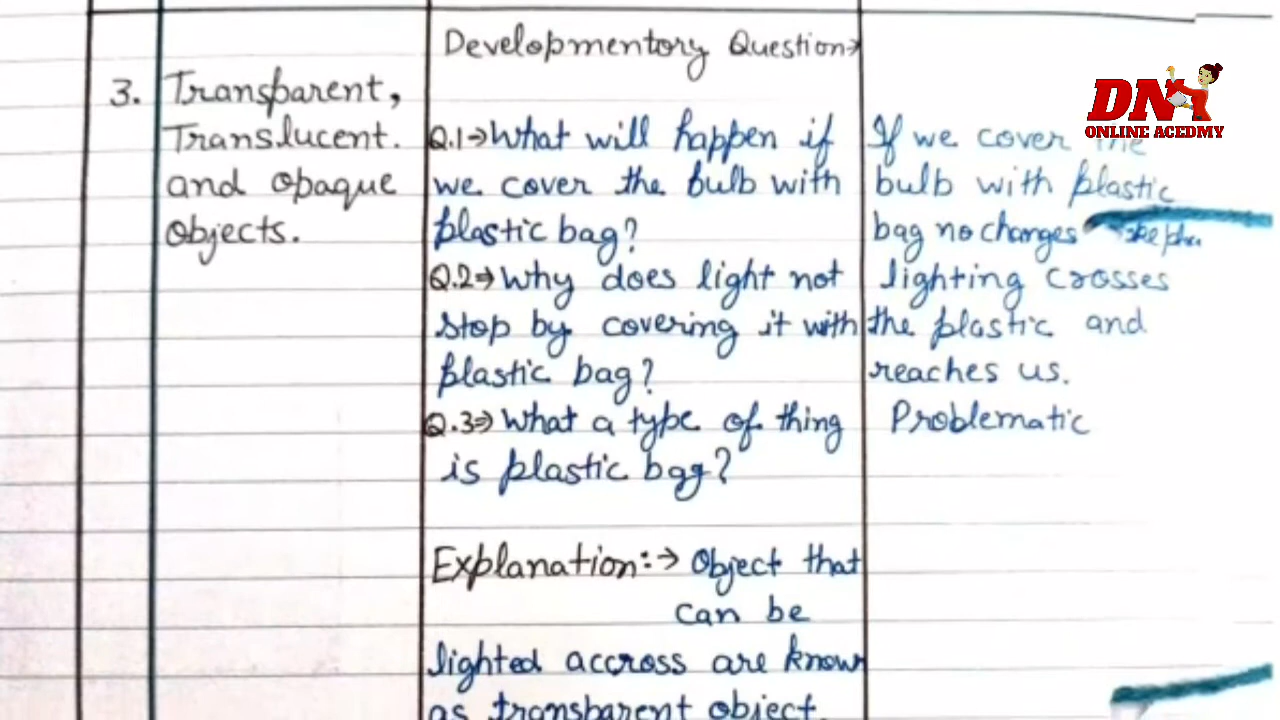 Developmentory Question→
3. Transparent,
Translucent.
and opaque
objects.
Q.1→ What will happen if
we cover the bulb with
plastic bag?
Q.2→ Why does light not
stop by covering it with
plastic bag?
Q.3→ What a type of thing
is plastic bag?
Explanation:→ Object that
can be
lighted accross are known
as transparent object.
If we cover the
bulb with plastic
bag no changes
lighting crosses
the plastic and
reaches us.
Problematic
DN
ONLINE ACEDMY